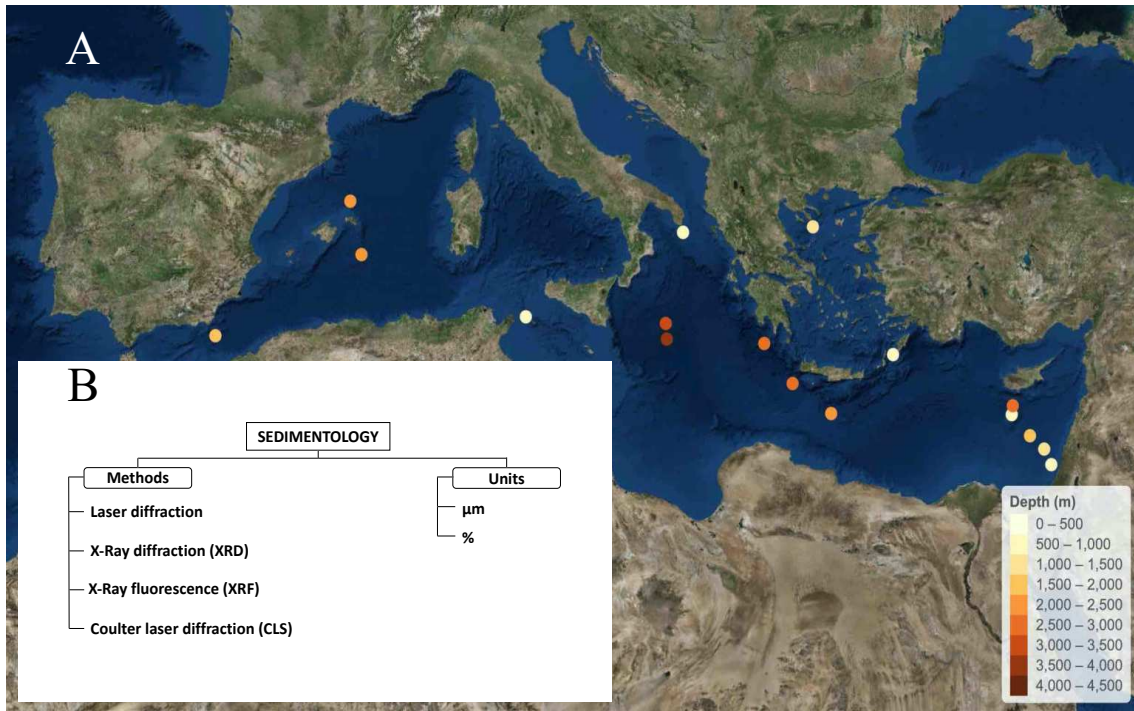 A
B
SEDIMENTOLOGY
Methods
Units
Laser diffraction
µm
X-Ray diffraction (XRD)
%
X-Ray fluorescence (XRF)
Coulter laser diffraction (CLS)
Depth (m)
0 – 500
500 – 1,000
1,000 – 1,500
1,500 – 2,000
2,000 – 2,500
2,500 – 3,000
3,000 – 3,500
3,500 – 4,000
4,000 – 4,500